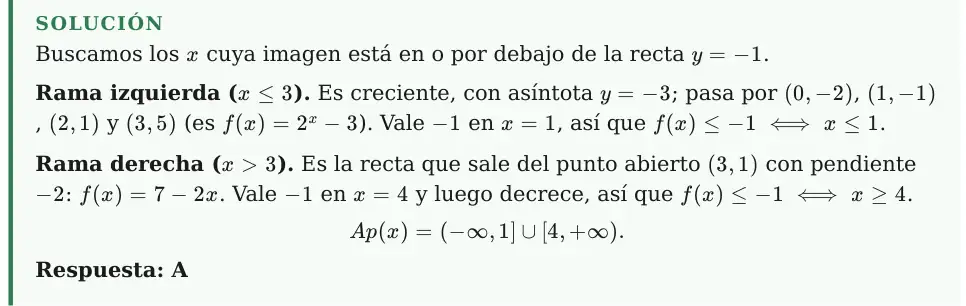 SOLUCIÓN
Buscamos los x cuya imagen está en o por debajo de la recta y = −1.
Rama izquierda (x ≤ 3). Es creciente, con asíntota y = −3; pasa por (0, −2), (1, −1)
, (2, 1) y (3, 5) (es f(x) = 2ˣ − 3). Vale −1 en x = 1, así que f(x) ≤ −1 ⟺ x ≤ 1.
Rama derecha (x > 3). Es la recta que sale del punto abierto (3, 1) con pendiente
−2: f(x) = 7 − 2x. Vale −1 en x = 4 y luego decrece, así que f(x) ≤ −1 ⟺ x ≥ 4.
Ap(x) = (−∞, 1] ∪ [4, +∞).
Respuesta: A